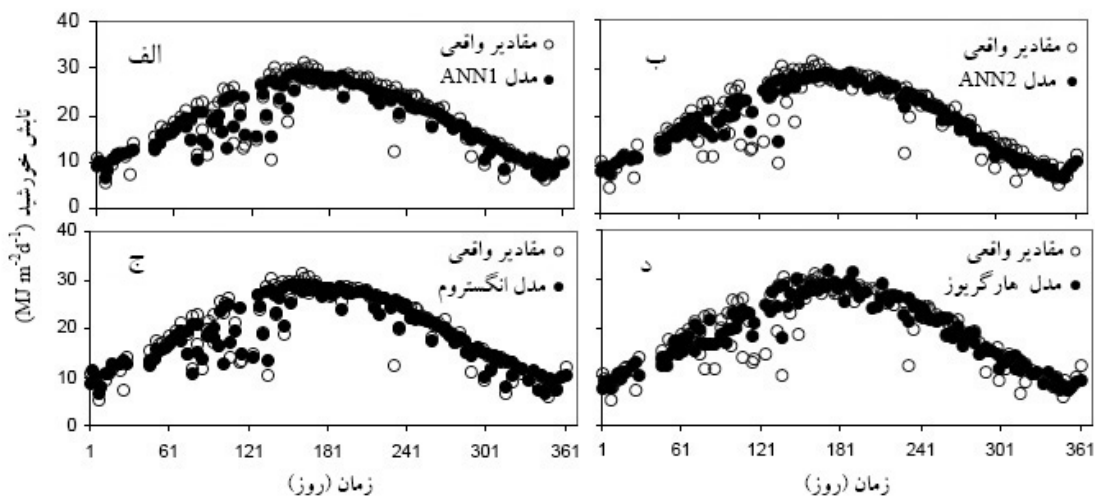 الف
○ مقادیر واقعی
● مدل ANN1
ب
○ مقادیر واقعی
● مدل ANN2
40
30
20
10
0
ج
○ مقادیر واقعی
● مدل انگستروم
د
○ مقادیر واقعی
● مدل هارگریوز
40
30
20
10
0
تابش خورشید (MJ m-2d-1)
1 61 121 181 241 301 361
1 61 121 181 241 301 361
زمان (روز)
زمان (روز)